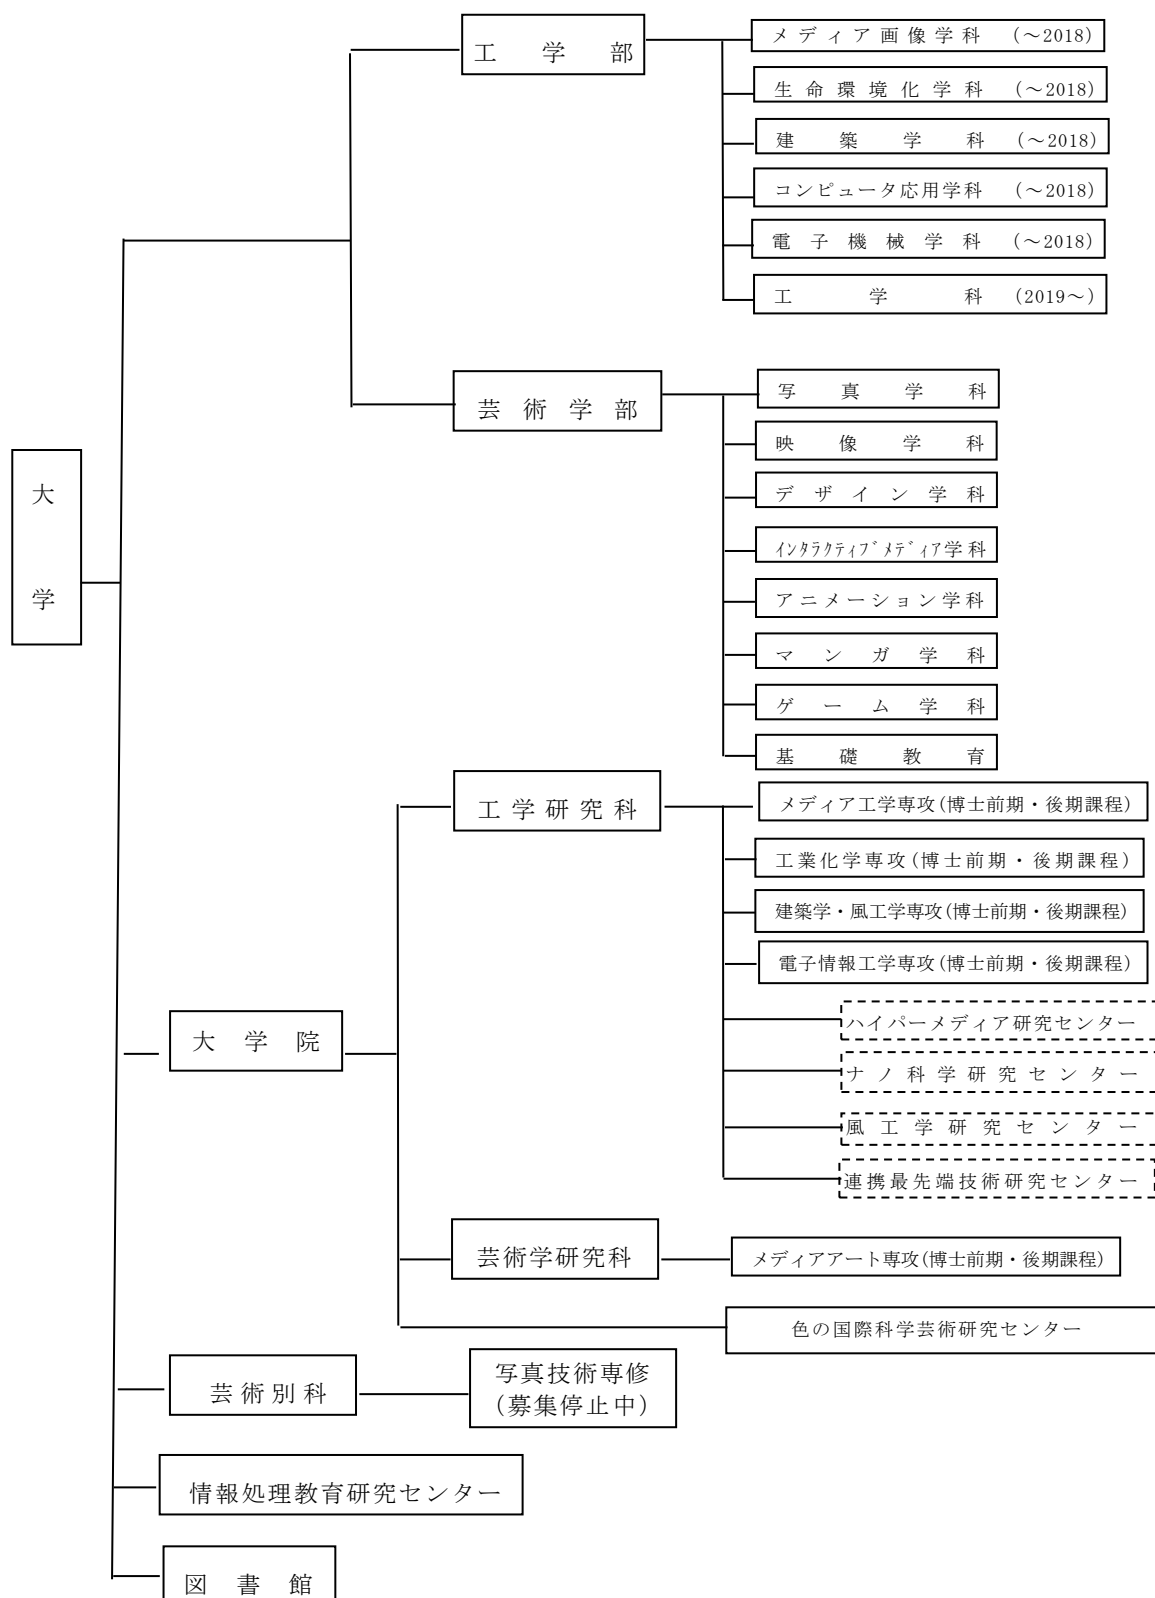 大学
工学部
メディア画像学科 (～2018)
生命環境化学科 (～2018)
建築学科 (～2018)
コンピュータ応用学科 (～2018)
電子機械学科 (～2018)
工学科 (2019～)
芸術学部
写真学科
映像学科
デザイン学科
ｲﾝﾀﾗｸﾃｨﾌﾞﾒﾃﾞｨｱ学科
アニメーション学科
マンガ学科
ゲーム学科
基礎教育
大学院
工学研究科
メディア工学専攻(博士前期・後期課程)
工業化学専攻(博士前期・後期課程)
建築学・風工学専攻(博士前期・後期課程)
電子情報工学専攻(博士前期・後期課程)
ハイパーメディア研究センター
ナノ科学研究センター
風工学研究センター
連携最先端技術研究センター
芸術学研究科
メディアアート専攻(博士前期・後期課程)
色の国際科学芸術研究センター
芸術別科
写真技術専修
(募集停止中)
情報処理教育研究センター
図書館